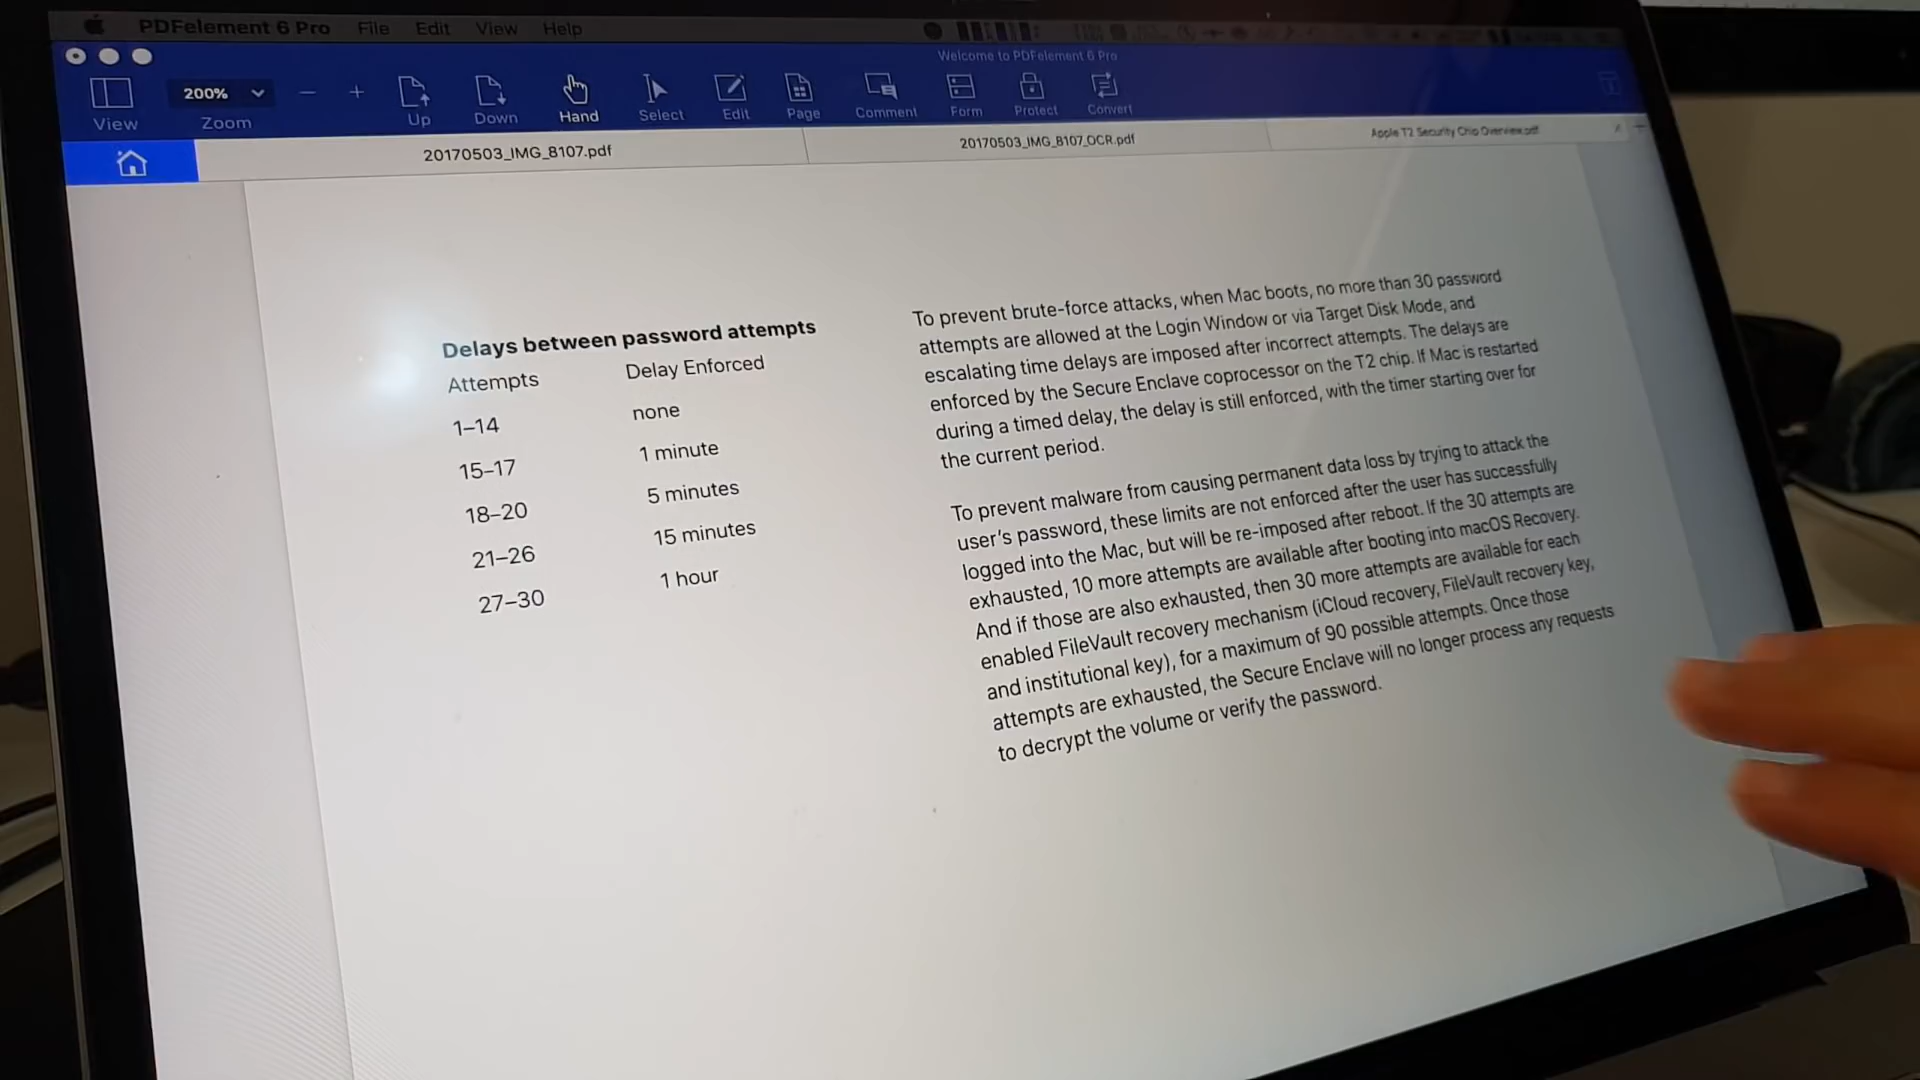 PDFelement 6 Pro File Edit View Help
Welcome to PDFelement 6 Pro
200%
View Zoom Up Down Hand Select Edit Page Comment Form Protect Convert
20170503_IMG_8107.pdf
20170503_IMG_8107_OCR.pdf
Apple T2 Security Chip Overview.pdf
Delays between password attempts
Attempts Delay Enforced
1–14 none
15–17 1 minute
18–20 5 minutes
21–26 15 minutes
27–30 1 hour
To prevent brute-force attacks, when Mac boots, no more than 30 password
attempts are allowed at the Login Window or via Target Disk Mode, and
escalating time delays are imposed after incorrect attempts. The delays are
enforced by the Secure Enclave coprocessor on the T2 chip. If Mac is restarted
during a timed delay, the delay is still enforced, with the timer starting over for
the current period.
To prevent malware from causing permanent data loss by trying to attack the
user's password, these limits are not enforced after the user has successfully
logged into the Mac, but will be re-imposed after reboot. If the 30 attempts are
exhausted, 10 more attempts are available after booting into macOS Recovery.
And if those are also exhausted, then 30 more attempts are available for each
enabled FileVault recovery mechanism (iCloud recovery, FileVault recovery key,
and institutional key), for a maximum of 90 possible attempts. Once those
attempts are exhausted, the Secure Enclave will no longer process any requests
to decrypt the volume or verify the password.